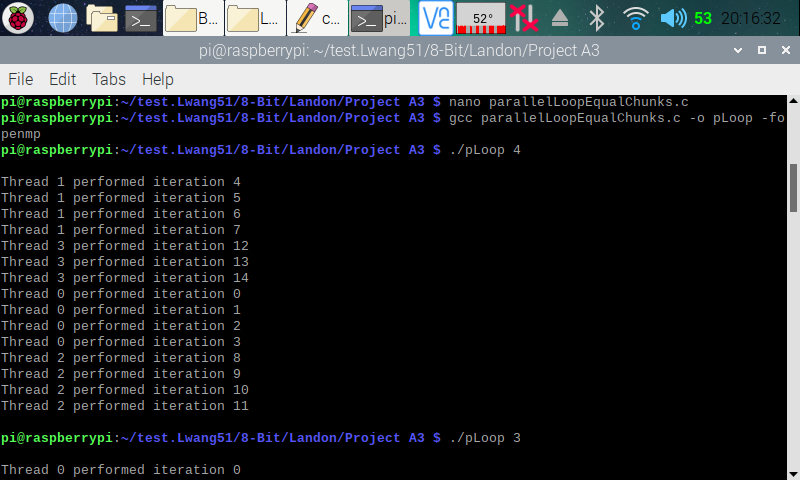 B...
L...
c...
pi...
52°
53
20:16:32
pi@raspberrypi: ~/test.Lwang51/8-Bit/Landon/Project A3
File Edit Tabs Help
pi@raspberrypi:~/test.Lwang51/8-Bit/Landon/Project A3 $ nano parallelLoopEqualChunks.c
pi@raspberrypi:~/test.Lwang51/8-Bit/Landon/Project A3 $ gcc parallelLoopEqualChunks.c -o pLoop -fo
penmp
pi@raspberrypi:~/test.Lwang51/8-Bit/Landon/Project A3 $ ./pLoop 4
Thread 1 performed iteration 4
Thread 1 performed iteration 5
Thread 1 performed iteration 6
Thread 1 performed iteration 7
Thread 3 performed iteration 12
Thread 3 performed iteration 13
Thread 3 performed iteration 14
Thread 0 performed iteration 0
Thread 0 performed iteration 1
Thread 0 performed iteration 2
Thread 0 performed iteration 3
Thread 2 performed iteration 8
Thread 2 performed iteration 9
Thread 2 performed iteration 10
Thread 2 performed iteration 11
pi@raspberrypi:~/test.Lwang51/8-Bit/Landon/Project A3 $ ./pLoop 3
Thread 0 performed iteration 0